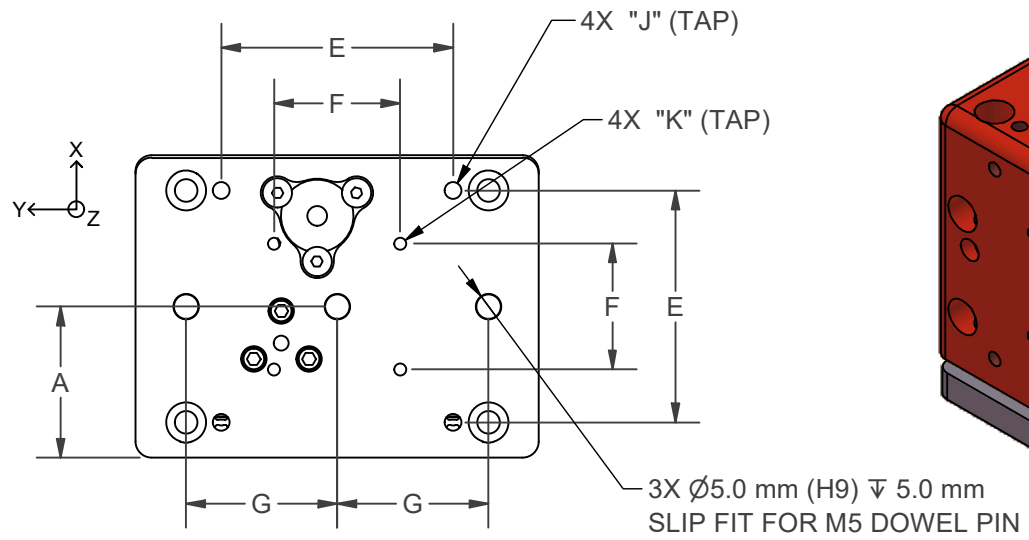 4X "J" (TAP)
E
F
4X "K" (TAP)
X
Y
Z
F
E
A
G
G
3X Ø5.0 mm (H9) ↧ 5.0 mm
SLIP FIT FOR M5 DOWEL PIN